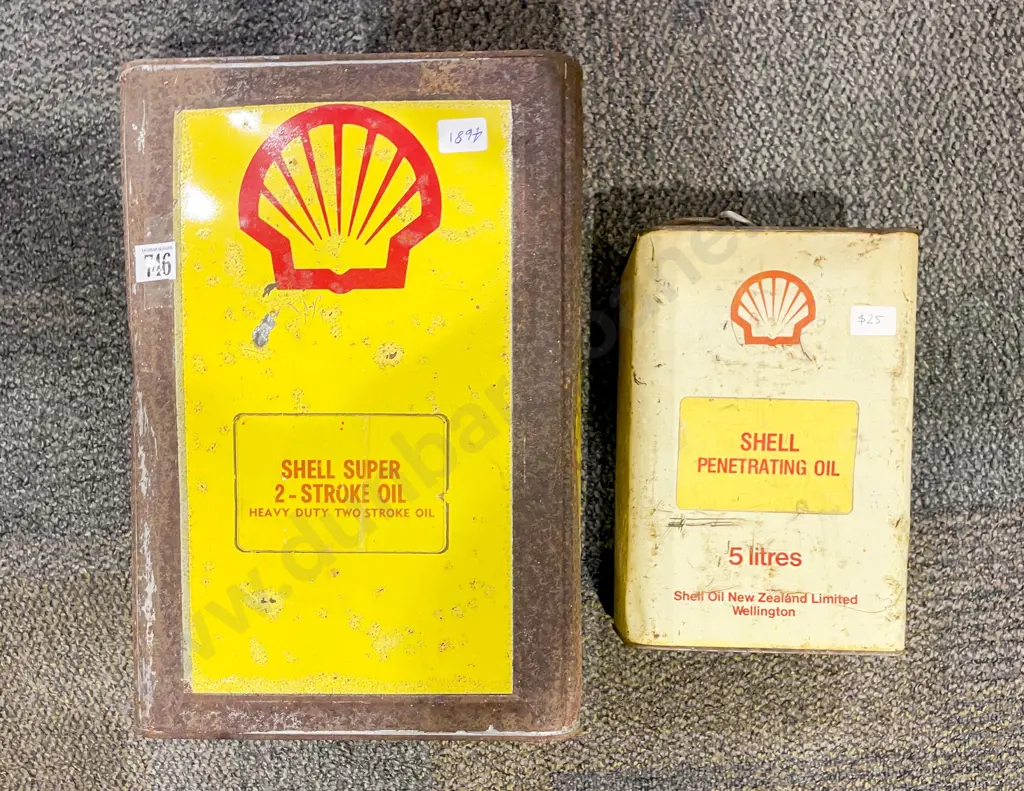 746
SHELL SUPER
2-STROKE OIL
HEAVY DUTY TWO STROKE OIL
$25
SHELL
PENETRATING OIL
5 litres
Shell Oil New Zealand Limited
Wellington